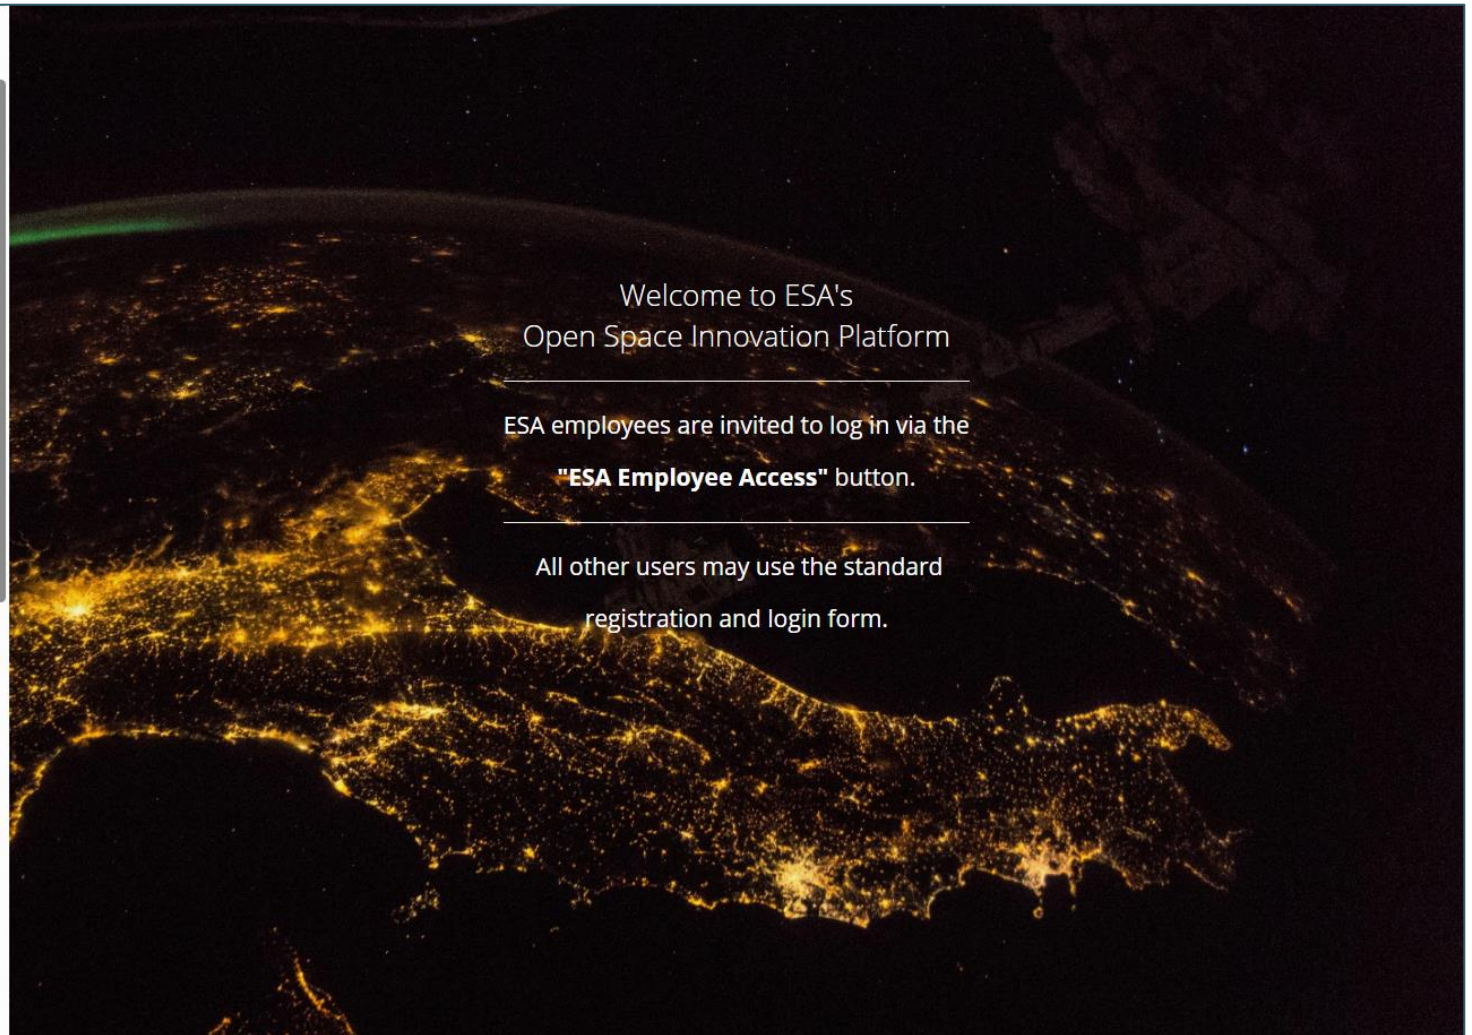 Welcome to ESA's
Open Space Innovation Platform
ESA employees are invited to log in via the
"ESA Employee Access" button.
All other users may use the standard
registration and login form.